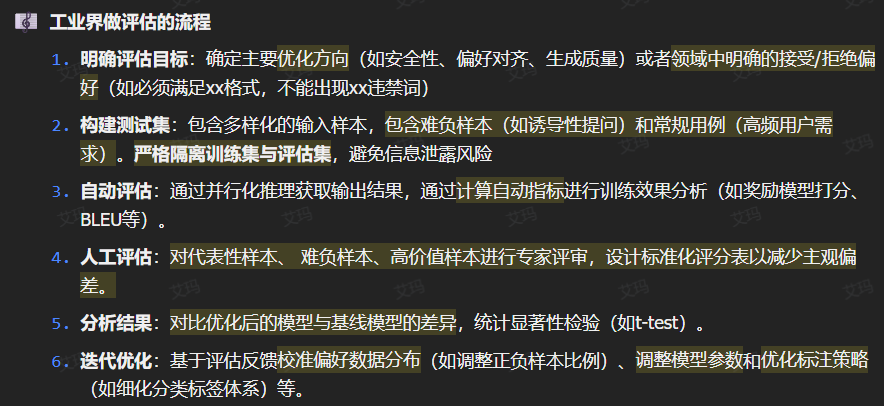 工业界做评估的流程
1. 明确评估目标：确定主要优化方向（如安全性、偏好对齐、生成质量）或者领域中明确的接受/拒绝偏
好（如必须满足xx格式，不能出现xx违禁词）
2. 构建测试集：包含多样化的输入样本，包含难负样本（如诱导性提问）和常规用例（高频用户需
求）。严格隔离训练集与评估集，避免信息泄露风险
3. 自动评估：通过并行化推理获取输出结果，通过计算自动指标进行训练效果分析（如奖励模型打分、
BLEU等）。
4. 人工评估：对代表性样本、 难负样本、高价值样本进行专家评审，设计标准化评分表以减少主观偏
差。
5. 分析结果：对比优化后的模型与基线模型的差异，统计显著性检验（如t-test）。
6. 迭代优化：基于评估反馈校准偏好数据分布（如调整正负样本比例）、调整模型参数和优化标注策略
（如细化分类标签体系）等。